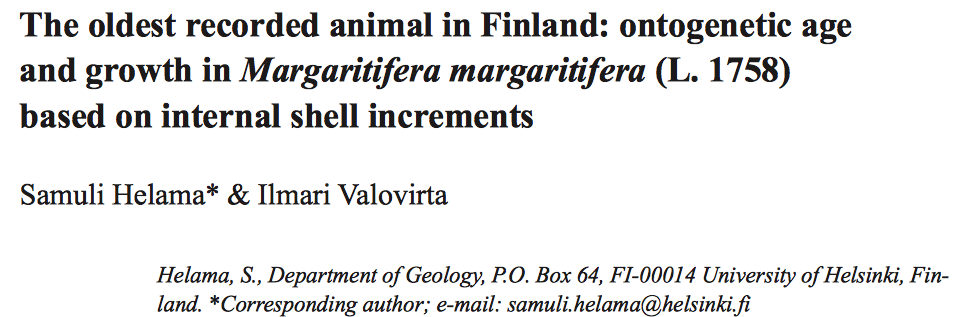 The oldest recorded animal in Finland: ontogenetic age
and growth in Margaritifera margaritifera (L. 1758)
based on internal shell increments
Samuli Helama* & Ilmari Valovirta
Helama, S., Department of Geology, P.O. Box 64, FI-00014 University of Helsinki, Fin-
land. *Corresponding author; e-mail: samuli.helama@helsinki.fi